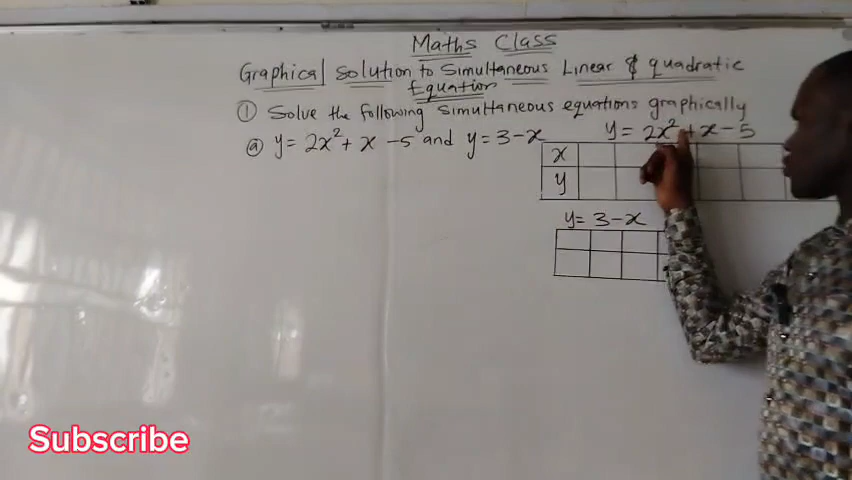 Maths Class
Graphical Solution to Simultaneous Linear & quadratic
Equation
① Solve the following Simultaneous equations graphically
ⓐ y = 2x² + x - 5 and y = 3 - x
y = 2x² + x - 5
x
y
y = 3 - x
Subscribe